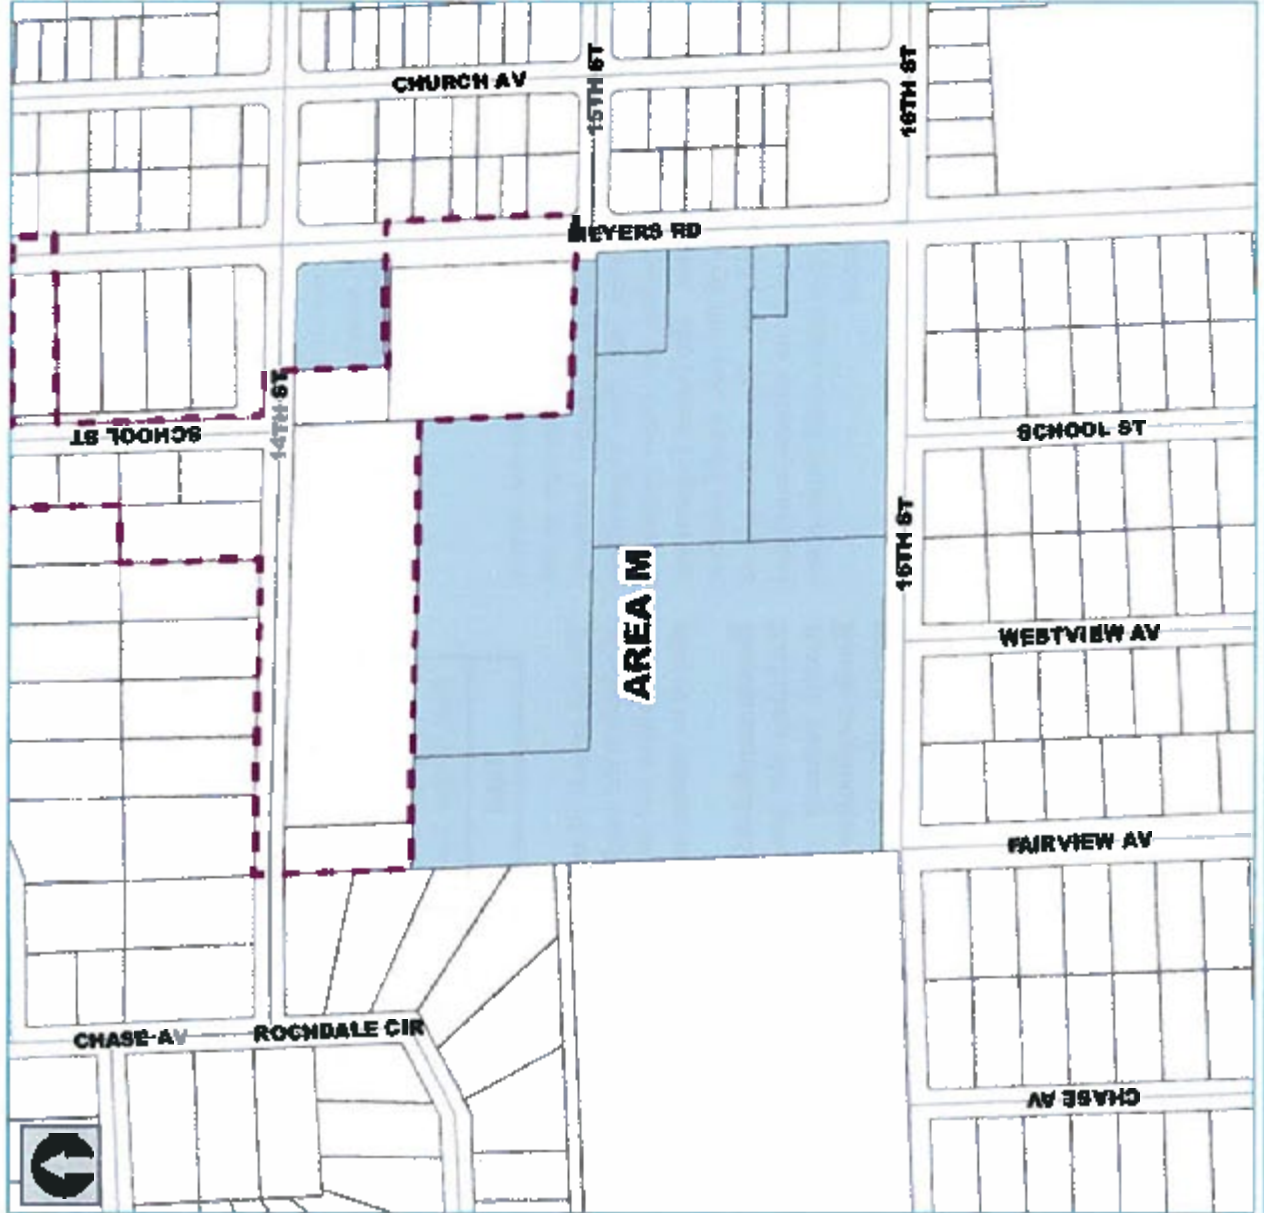 CHURCH AV
15TH ST
16TH ST
MEYERS RD
14TH ST
SCHOOL ST
SCHOOL ST
16TH ST
AREA M
WESTVIEW AV
FAIRVIEW AV
CHASE AV
ROCHDALE CIR
CHASE AV